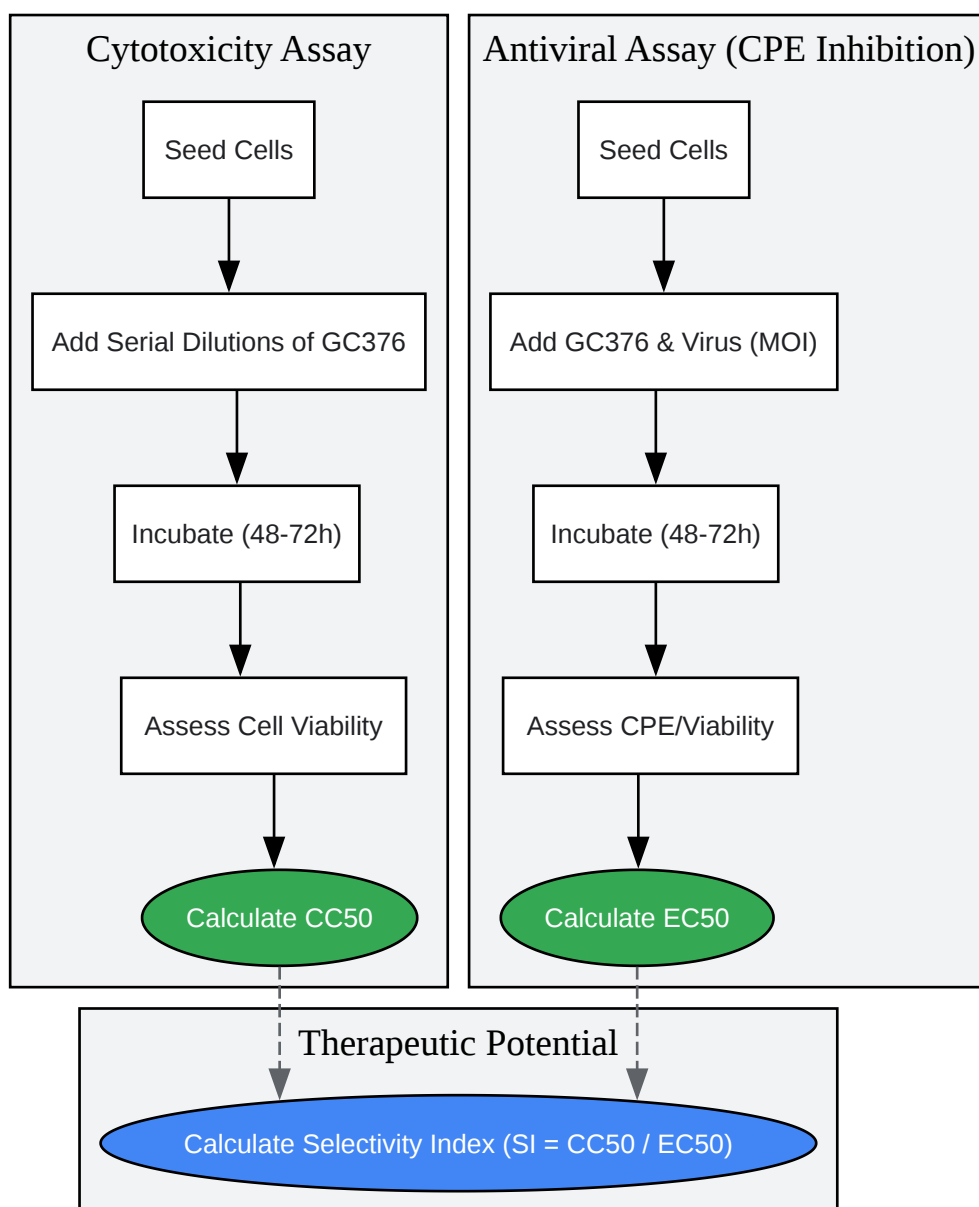 Cytotoxicity Assay
Seed Cells
Add Serial Dilutions of GC376
Incubate (48-72h)
Assess Cell Viability
Calculate CC50
Antiviral Assay (CPE Inhibition)
Seed Cells
Add GC376 & Virus (MOI)
Incubate (48-72h)
Assess CPE/Viability
Calculate EC50
Therapeutic Potential
Calculate Selectivity Index (SI = CC50 / EC50)